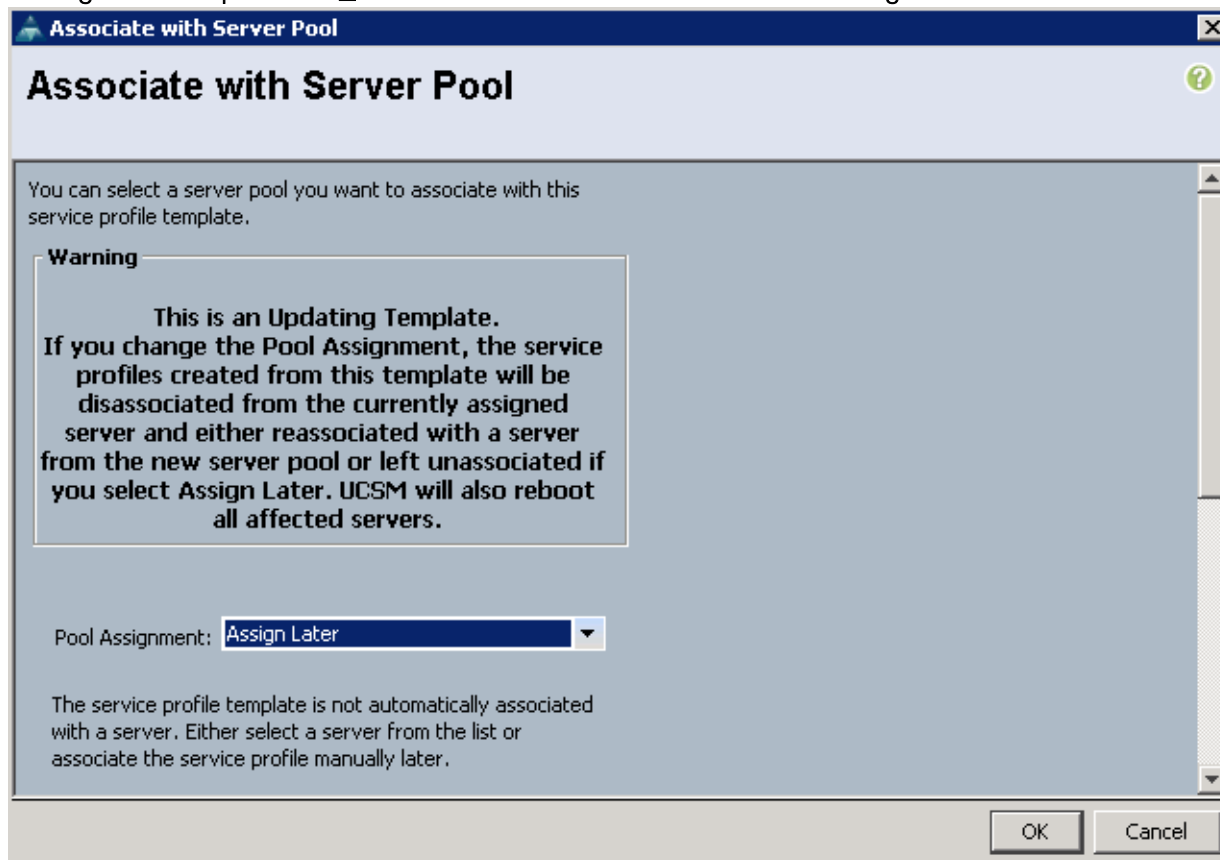 Associate with Server Pool
Associate with Server Pool
You can select a server pool you want to associate with this
service profile template.
Warning
This is an Updating Template.
If you change the Pool Assignment, the service
profiles created from this template will be
disassociated from the currently assigned
server and either reassociated with a server
from the new server pool or left unassociated if
you select Assign Later. UCSM will also reboot
all affected servers.
Pool Assignment: Assign Later
The service profile template is not automatically associated
with a server. Either select a server from the list or
associate the service profile manually later.
OK Cancel